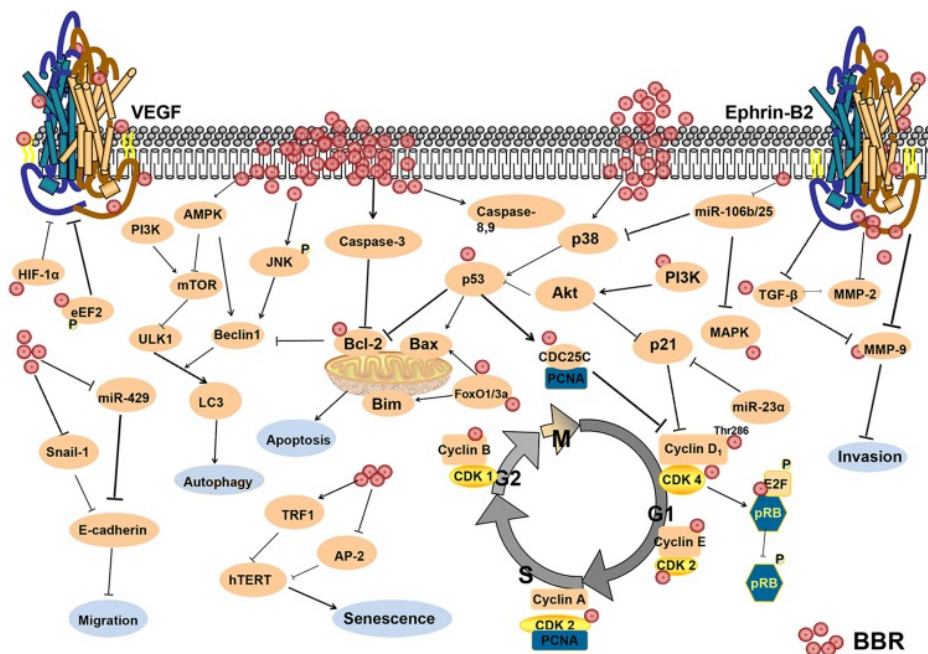 VEGF
Ephrin-B2
AMPK
PI3K
Caspase-
8,9
miR-106b/25
Caspase-3
p38
P
JNK
HIF-1α
mTOR
p53
PI3K
Akt
TGF-β
MMP-2
eEF2
P
ULK1
Beclin1
Bcl-2
Bax
CDC25C
PCNA
p21
MAPK
MMP-9
miR-429
LC3
Bim
FoxO1/3a
miR-23α
Snail-1
Apoptosis
Cyclin B
CDK 1
G2
M
Thr286
Cyclin D1
CDK 4
Invasion
Autophagy
P
E2F
pRB
G1
E-cadherin
TRF1
AP-2
Cyclin E
CDK 2
P
pRB
hTERT
S
Cyclin A
CDK 2
PCNA
Migration
Senescence
BBR